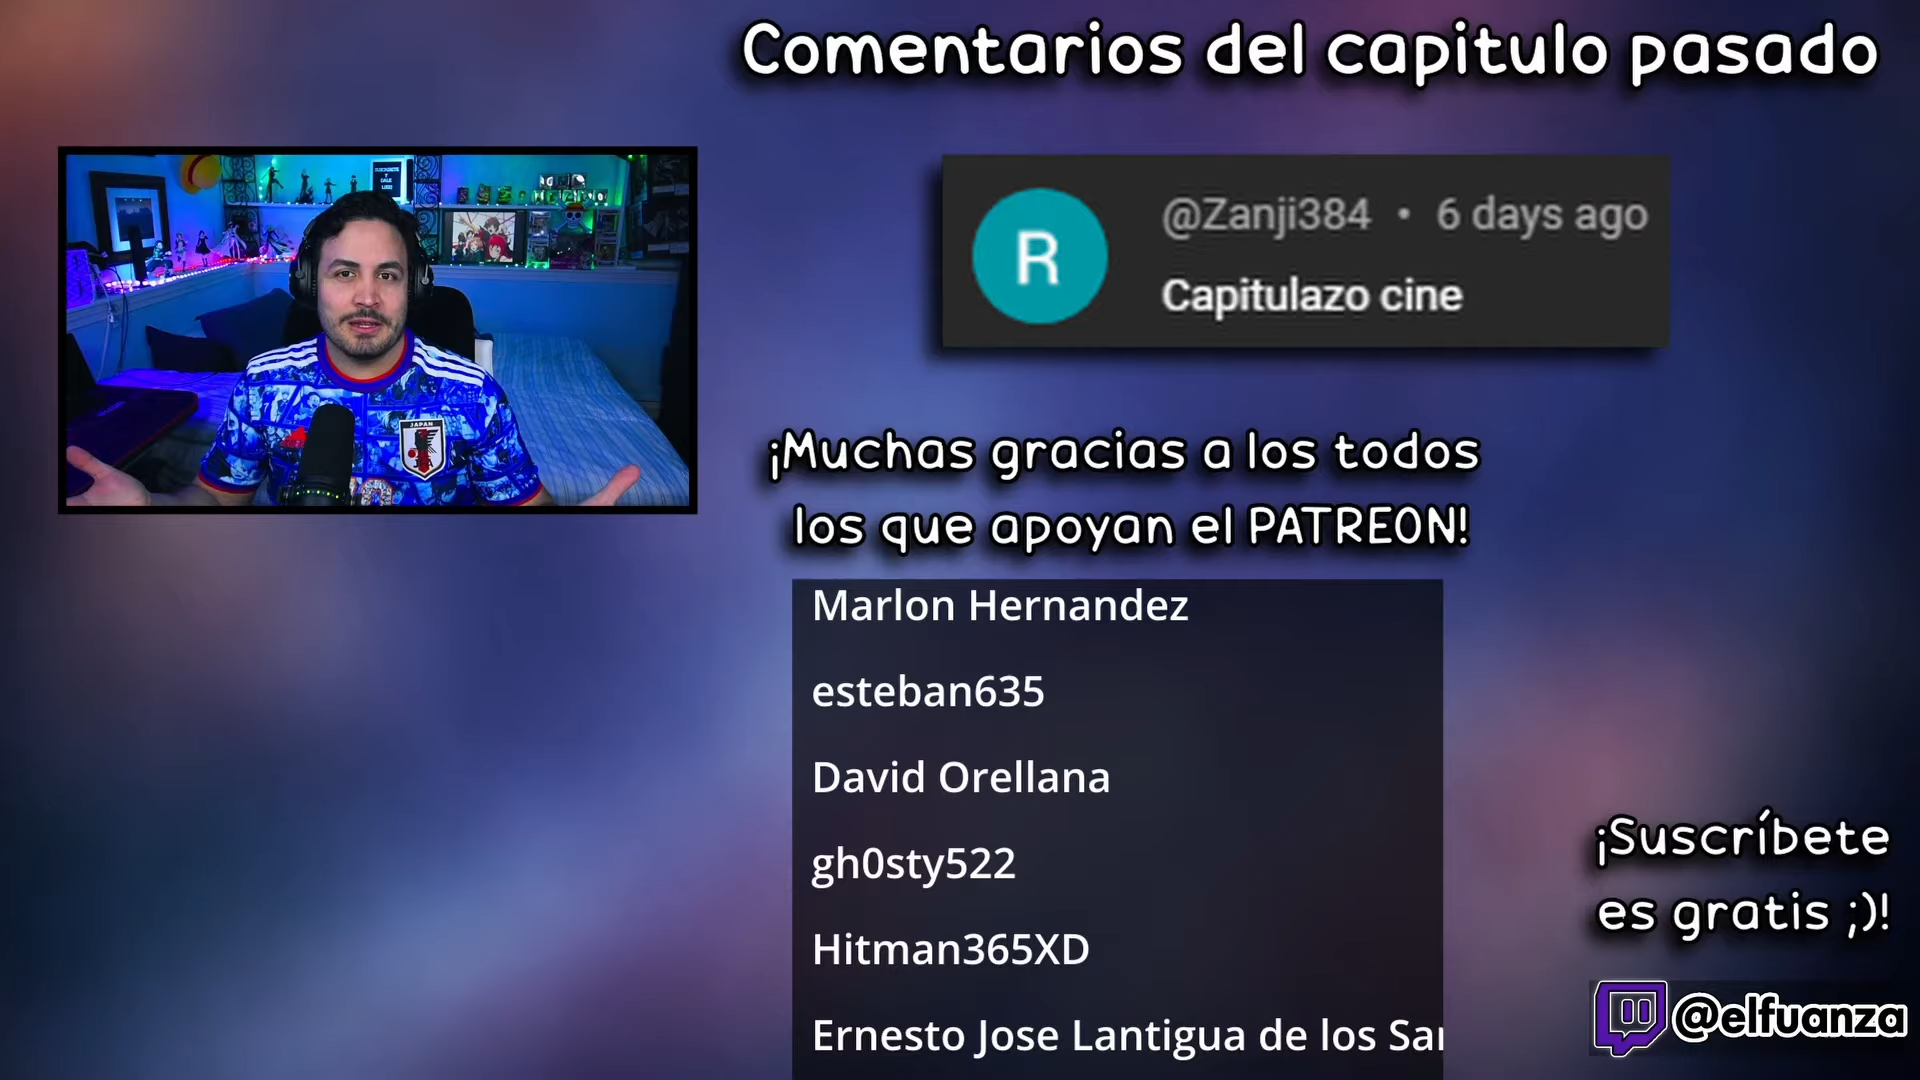 Comentarios del capitulo pasado
@Zanji384 • 6 days ago
R
Capitulazo cine
JAPAN
¡Muchas gracias a los todos
los que apoyan el PATREON!
Marlon Hernandez
esteban635
David Orellana
gh0sty522
Hitman365XD
Ernesto Jose Lantigua de los
¡Suscríbete
es gratis ;)!
@elfuanza